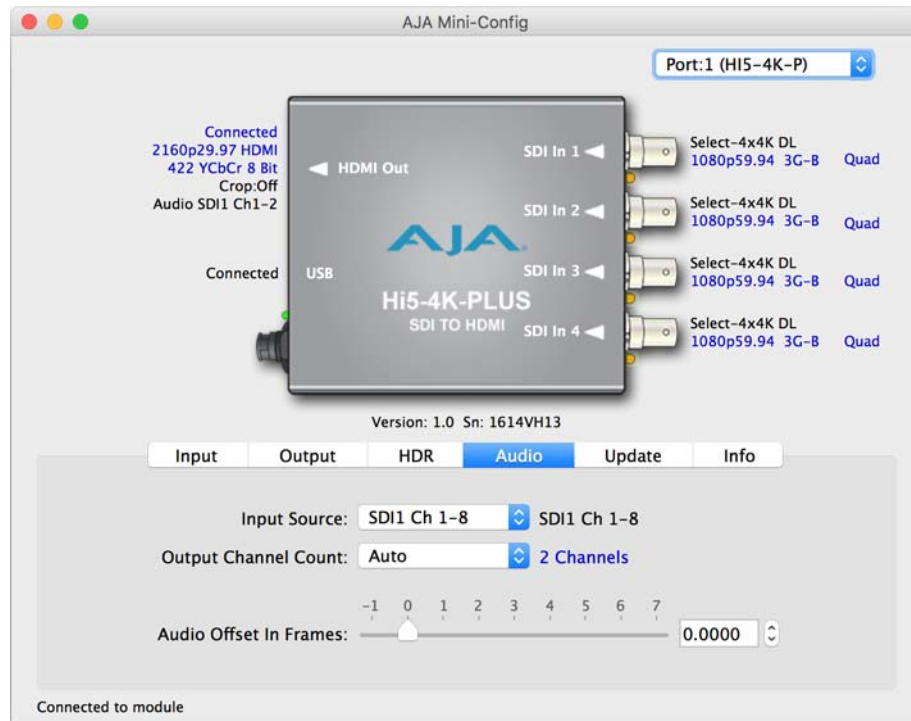 AJA Mini-Config
Port:1 (HI5-4K-P)
Connected
2160p29.97 HDMI
422 YCbCr 8 Bit
Crop:Off
Audio SDI1 Ch1-2
Connected
HDMI Out
USB
SDI In 1
SDI In 2
SDI In 3
SDI In 4
AJA
Hi5-4K-PLUS
SDI TO HDMI
Select-4x4K DL
1080p59.94 3G-B Quad
Select-4x4K DL
1080p59.94 3G-B Quad
Select-4x4K DL
1080p59.94 3G-B Quad
Select-4x4K DL
1080p59.94 3G-B Quad
Version: 1.0 Sn: 1614VH13
Input Output HDR Audio Update Info
Input Source: SDI1 Ch 1-8 SDI1 Ch 1-8
Output Channel Count: Auto 2 Channels
-1 0 1 2 3 4 5 6 7
Audio Offset In Frames: 0.0000
Connected to module